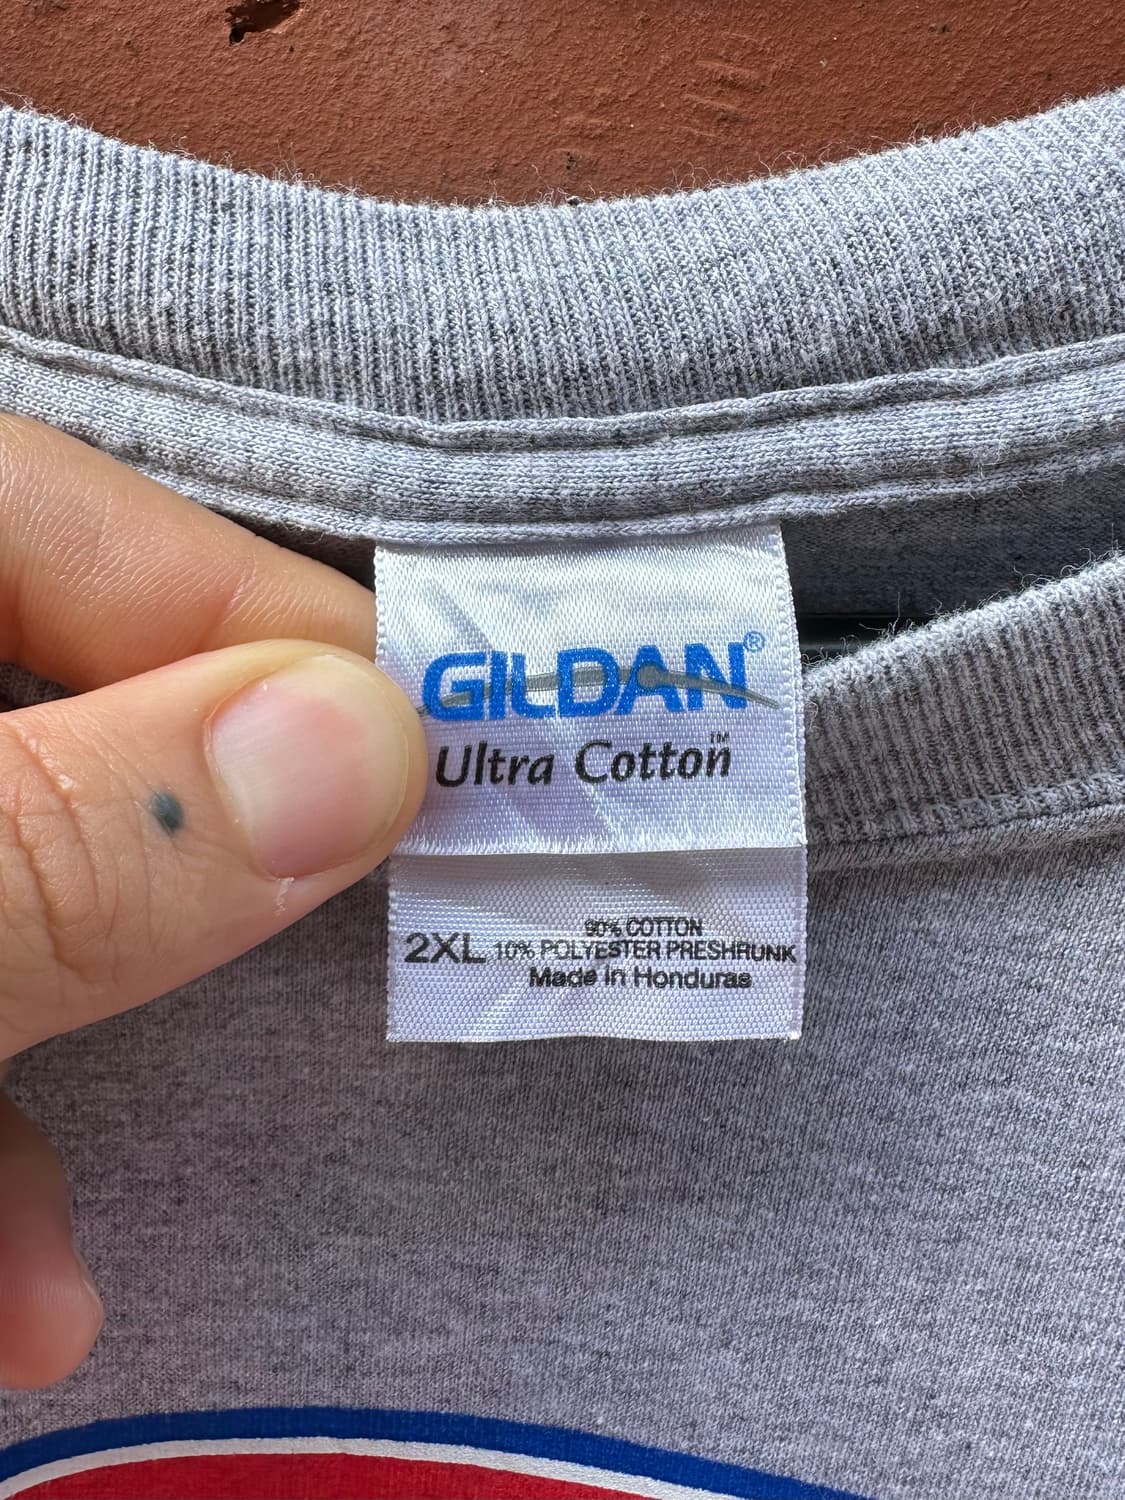 GILDAN®
Ultra Cotton™
90% COTTON
2XL 10% POLYESTER PRESHRUNK
Made in Honduras